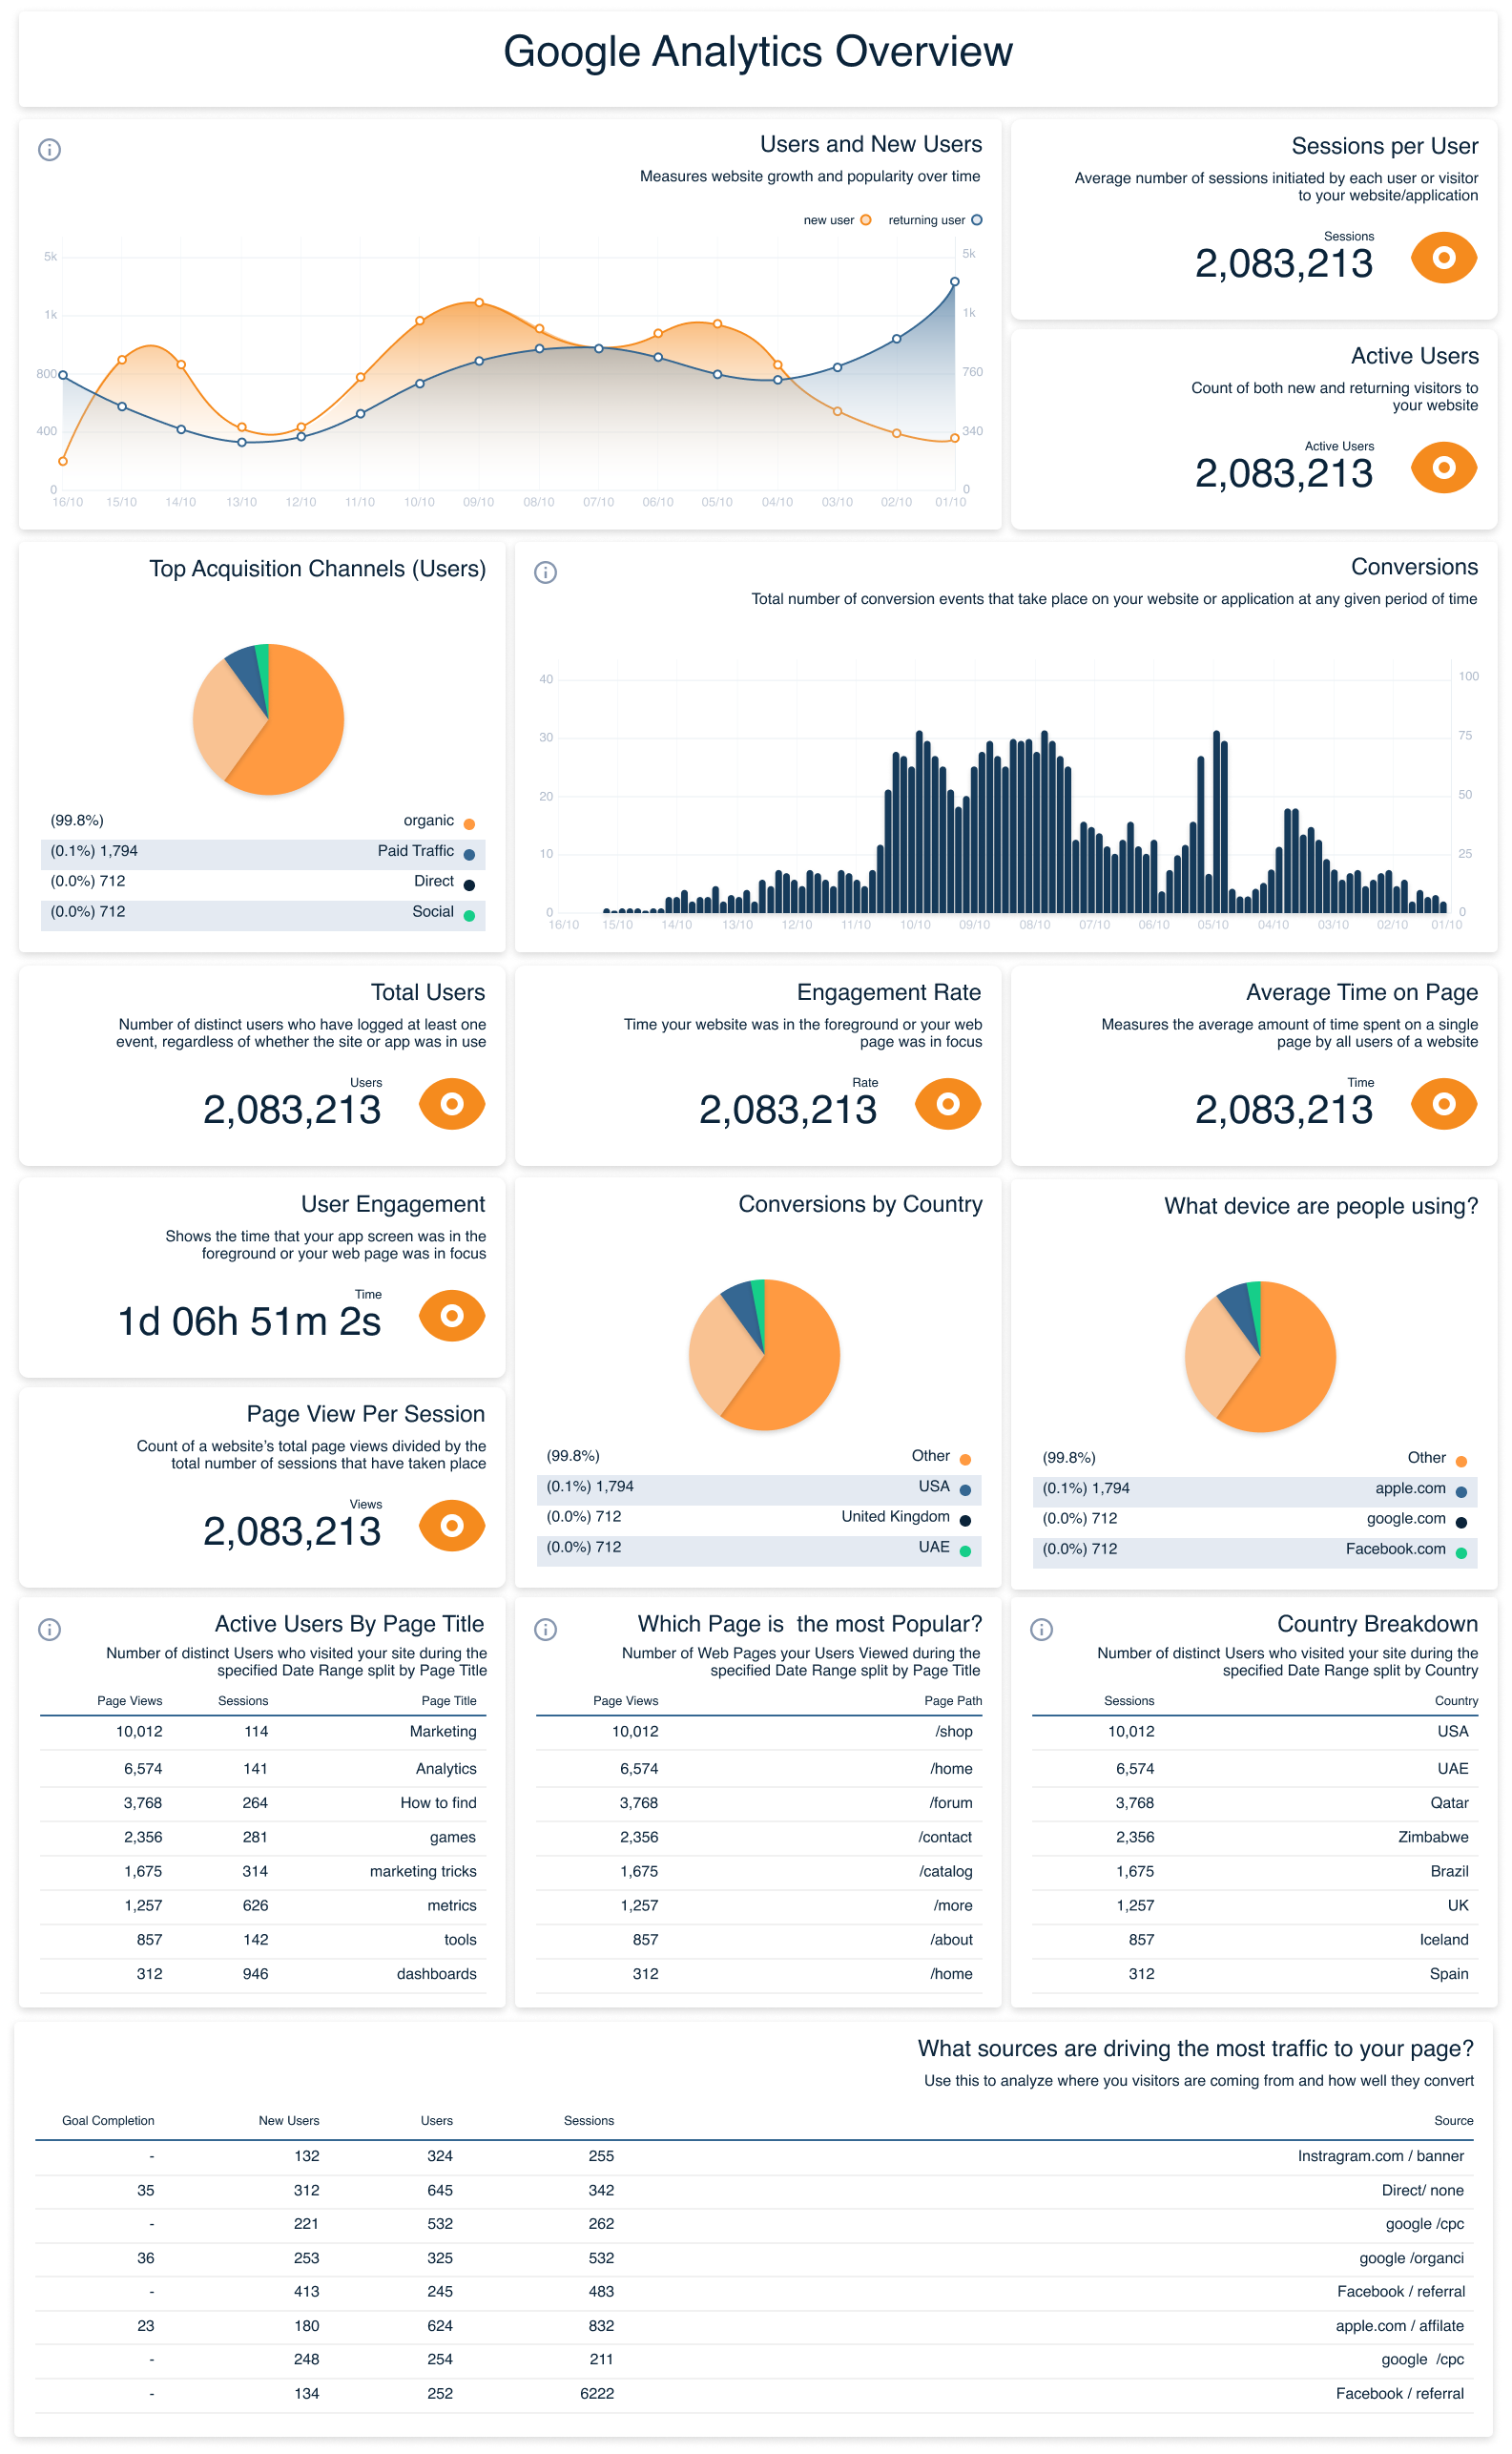 Google Analytics Overview
Users and New Users
Measures website growth and popularity over time
new user
returning user
5k
1k
800
400
0
5k
1k
760
340
0
16/10
15/10
14/10
13/10
12/10
11/10
10/10
09/10
08/10
07/10
06/10
05/10
04/10
03/10
02/10
01/10
Sessions per User
Average number of sessions initiated by each user or visitor
to your website/application
Sessions
2,083,213
Active Users
Count of both new and returning visitors to
your website
Active Users
2,083,213
Top Acquisition Channels (Users)
(99.8%) organic
(0.1%) 1,794 Paid Traffic
(0.0%) 712 Direct
(0.0%) 712 Social
Conversions
Total number of conversion events that take place on your website or application at any given period of time
40
30
20
10
0
100
75
50
25
0
16/10
15/10
14/10
13/10
12/10
11/10
10/10
09/10
08/10
07/10
06/10
05/10
04/10
03/10
02/10
01/10
Total Users
Number of distinct users who have logged at least one
event, regardless of whether the site or app was in use
Users
2,083,213
Engagement Rate
Time your website was in the foreground or your web
page was in focus
Rate
2,083,213
Average Time on Page
Measures the average amount of time spent on a single
page by all users of a website
Time
2,083,213
User Engagement
Shows the time that your app screen was in the
foreground or your web page was in focus
Time
1d 06h 51m 2s
Page View Per Session
Count of a website's total page views divided by the
total number of sessions that have taken place
Views
2,083,213
Conversions by Country
(99.8%) Other
(0.1%) 1,794 USA
(0.0%) 712 United Kingdom
(0.0%) 712 UAE
What device are people using?
(99.8%) Other
(0.1%) 1,794 apple.com
(0.0%) 712 google.com
(0.0%) 712 Facebook.com
Active Users By Page Title
Number of distinct Users who visited your site during the
specified Date Range split by Page Title
Page Views Sessions Page Title
10,012 114 Marketing
6,574 141 Analytics
3,768 264 How to find
2,356 281 games
1,675 314 marketing tricks
1,257 626 metrics
857 142 tools
312 946 dashboards
Which Page is  the most Popular?
Number of Web Pages your Users Viewed during the
specified Date Range split by Page Title
Page Views Page Path
10,012 /shop
6,574 /home
3,768 /forum
2,356 /contact
1,675 /catalog
1,257 /more
857 /about
312 /home
Country Breakdown
Number of distinct Users who visited your site during the
specified Date Range split by Country
Sessions Country
10,012 USA
6,574 UAE
3,768 Qatar
2,356 Zimbabwe
1,675 Brazil
1,257 UK
857 Iceland
312 Spain
What sources are driving the most traffic to your page?
Use this to analyze where you visitors are coming from and how well they convert
Goal Completion New Users Users Sessions Source
- 132 324 255 Instragram.com / banner
35 312 645 342 Direct/ none
- 221 532 262 google /cpc
36 253 325 532 google /organci
- 413 245 483 Facebook / referral
23 180 624 832 apple.com / affilate
- 248 254 211 google  /cpc
- 134 252 6222 Facebook / referral